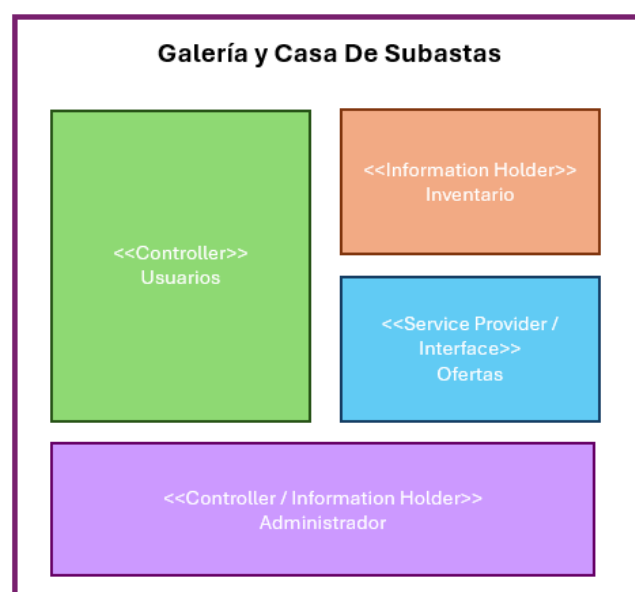 Galería y Casa De Subastas
<<Controller>>
Usuarios
<<Information Holder>>
Inventario
<<Service Provider /
Interface>>
Ofertas
<<Controller / Information Holder>>
Administrador